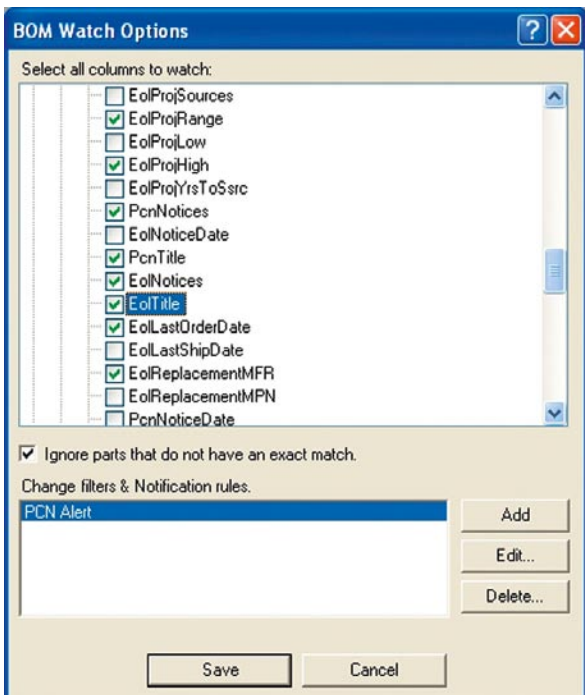 BOM Watch Options
Select all columns to watch:
EolProjSources
EolProjRange
EolProjLow
EolProjHigh
EolProjYrsToSsrc
PcnNotices
EolNoticeDate
PcnTitle
EolNotices
EolTitle
EolLastOrderDate
EolLastShipDate
EolReplacementMFR
EolReplacementMPN
PcnNoticeDate
Ignore parts that do not have an exact match.
Change filters & Notification rules.
PCN Alert
Add
Edit...
Delete...
Save
Cancel